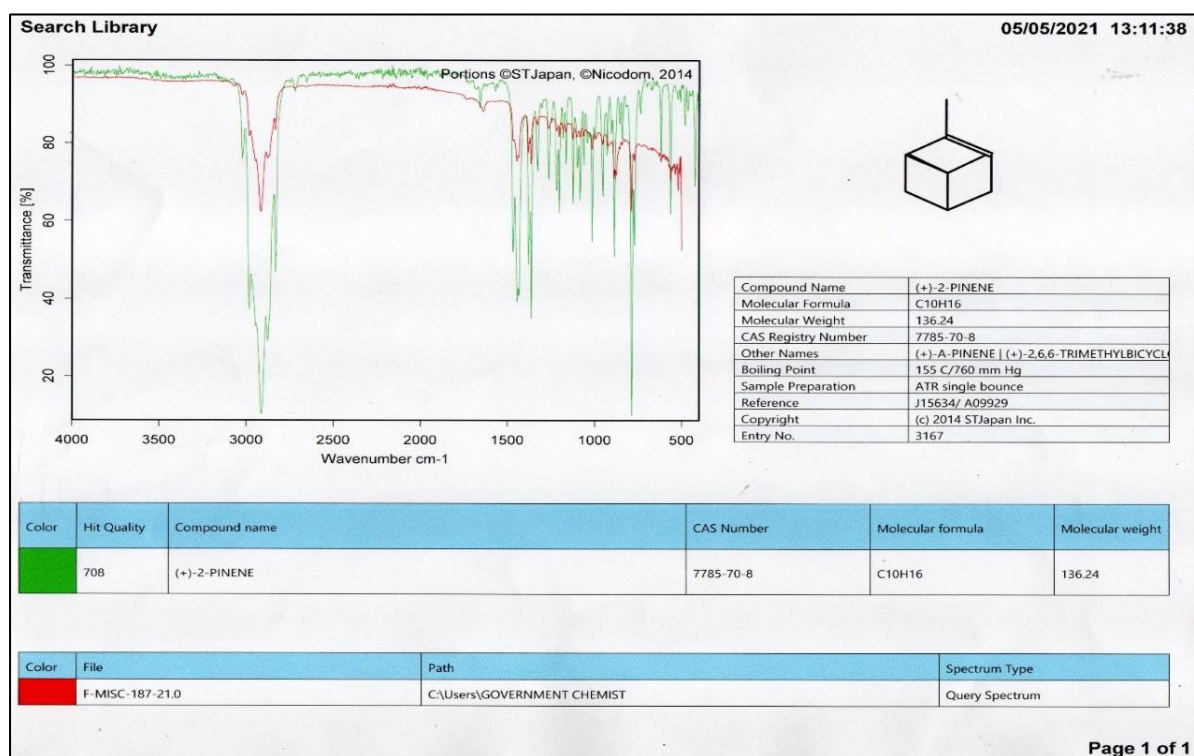 Search Library 05/05/2021 13:11:38
Portions ©STJapan, ©Nicodom, 2014
Transmittance [%]
100
80
60
40
20
4000 3500 3000 2500 2000 1500 1000 500
Wavenumber cm-1
Compound Name (+)-2-PINENE
Molecular Formula C10H16
Molecular Weight 136.24
CAS Registry Number 7785-70-8
Other Names (+)-A-PINENE | (+)-2,6,6-TRIMETHYLBICYCL
Boiling Point 155 C/760 mm Hg
Sample Preparation ATR single bounce
Reference J15634/ A09929
Copyright (c) 2014 STJapan Inc.
Entry No. 3167
Color Hit Quality Compound name CAS Number Molecular formula Molecular weight
708 (+)-2-PINENE 7785-70-8 C10H16 136.24
Color File Path Spectrum Type
F-MISC-187-21.0 C:\Users\GOVERNMENT CHEMIST Query Spectrum
Page 1 of 1